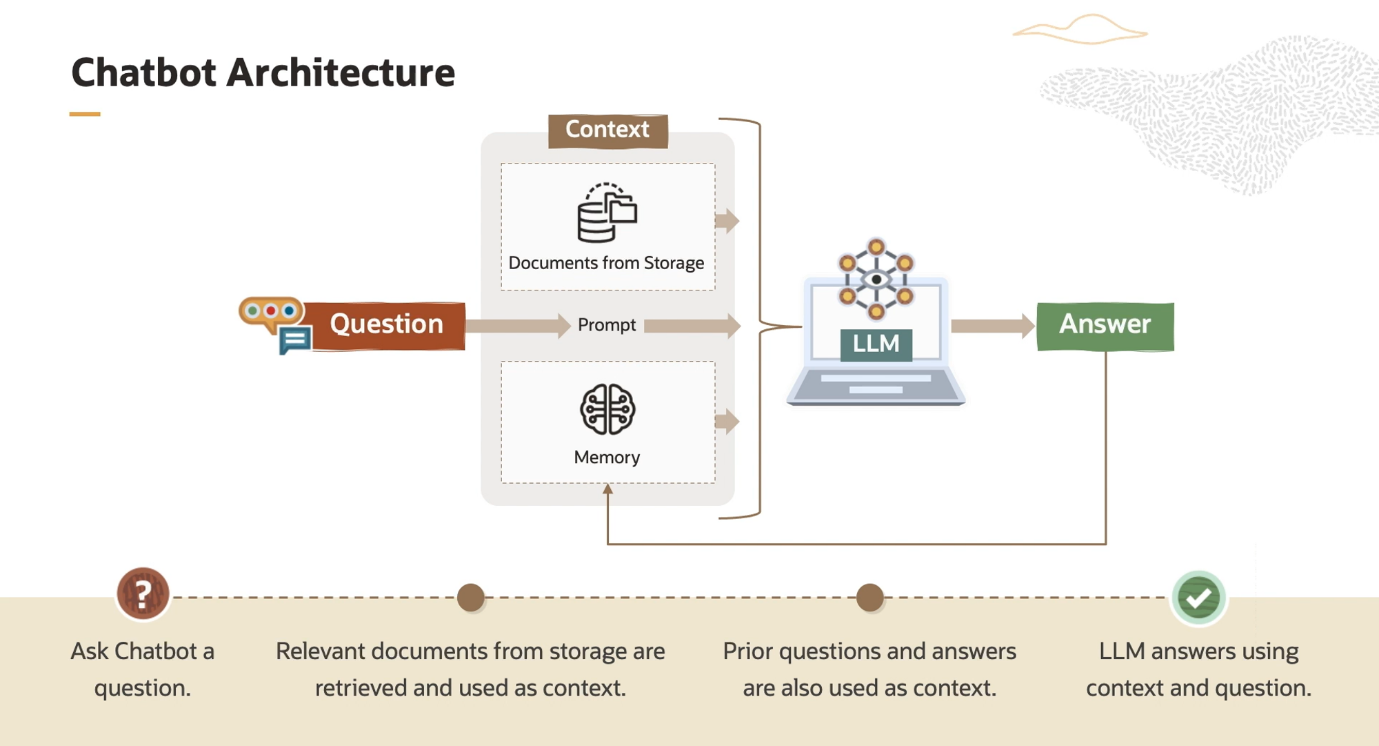 Chatbot Architecture
Context
Documents from Storage
Question
Prompt
LLM
Answer
Memory
?
Ask Chatbot a
question.
Relevant documents from storage are
retrieved and used as context.
Prior questions and answers
are also used as context.
LLM answers using
context and question.